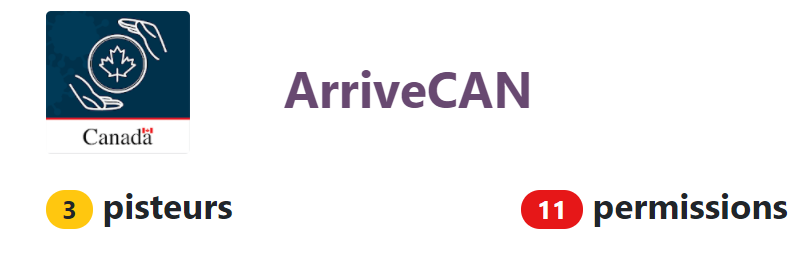 ArriveCAN
Canada
3 pisteurs
11 permissions